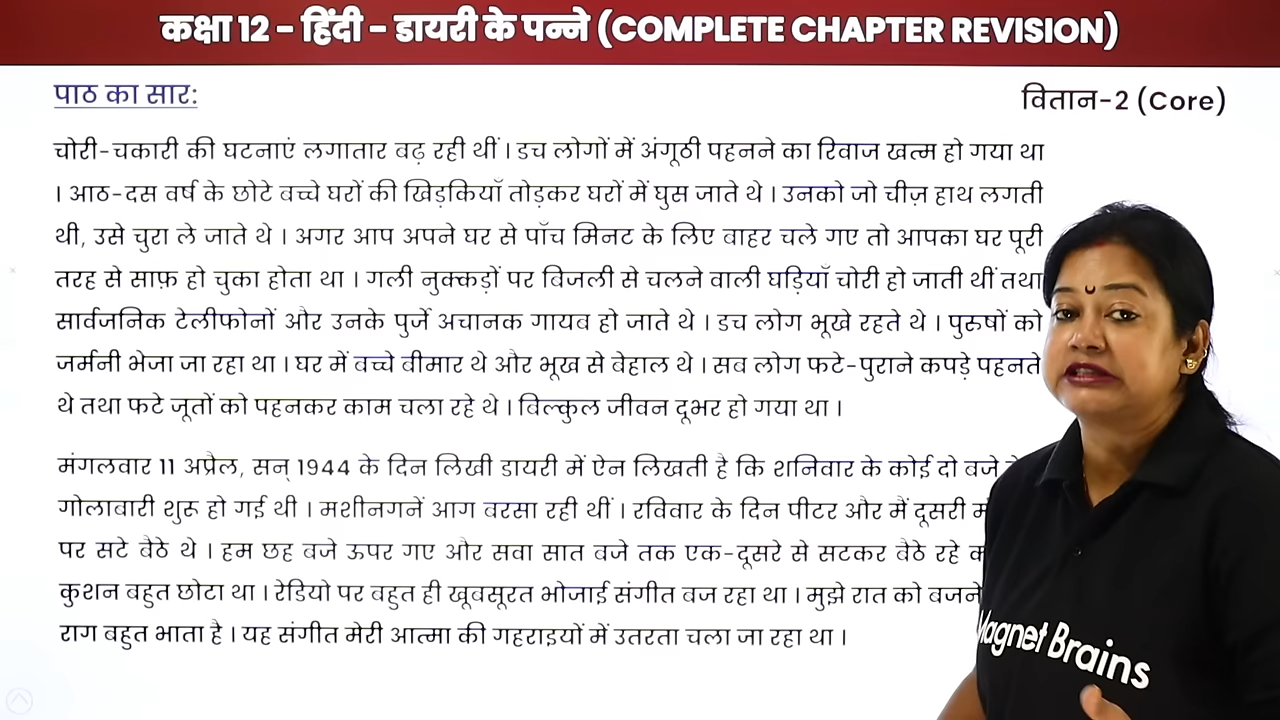 कक्षा 12 – हिंदी – डायरी के पन्ने (COMPLETE CHAPTER REVISION)
पाठ का सार:
वितान-2 (Core)
चोरी-चकारी की घटनाएं लगातार बढ़ रही थीं । डच लोगों में अंगूठी पहनने का रिवाज खत्म हो गया था
। आठ-दस वर्ष के छोटे बच्चे घरों की खिड़कियाँ तोड़कर घरों में घुस जाते थे । उनको जो चीज़ हाथ लगती
थी, उसे चुरा ले जाते थे । अगर आप अपने घर से पाँच मिनट के लिए बाहर चले गए तो आपका घर पूरी
तरह से साफ़ हो चुका होता था । गली नुक्कड़ों पर बिजली से चलने वाली घड़ियाँ चोरी हो जाती थीं तथा
सार्वजनिक टेलीफोनों और उनके पुर्जे अचानक गायब हो जाते थे । डच लोग भूखे रहते थे । पुरुषों को
जर्मनी भेजा जा रहा था । घर में बच्चे बीमार थे और भूख से बेहाल थे । सब लोग फटे-पुराने कपड़े पहनते
थे तथा फटे जूतों को पहनकर काम चला रहे थे । बिल्कुल जीवन दूभर हो गया था ।
मंगलवार 11 अप्रैल, सन् 1944 के दिन लिखी डायरी में ऐन लिखती है कि शनिवार के कोई दो बजे
गोलाबारी शुरू हो गई थी । मशीनगनें आग बरसा रही थीं । रविवार के दिन पीटर और मैं दूसरी
पर सटे बैठे थे । हम छह बजे ऊपर गए और सवा सात बजे तक एक-दूसरे से सटकर बैठे रहे
कुशन बहुत छोटा था । रेडियो पर बहुत ही खूबसूरत भोजाई संगीत बज रहा था । मुझे रात को बजने
राग बहुत भाता है । यह संगीत मेरी आत्मा की गहराइयों में उतरता चला जा रहा था ।
Magnet Brains